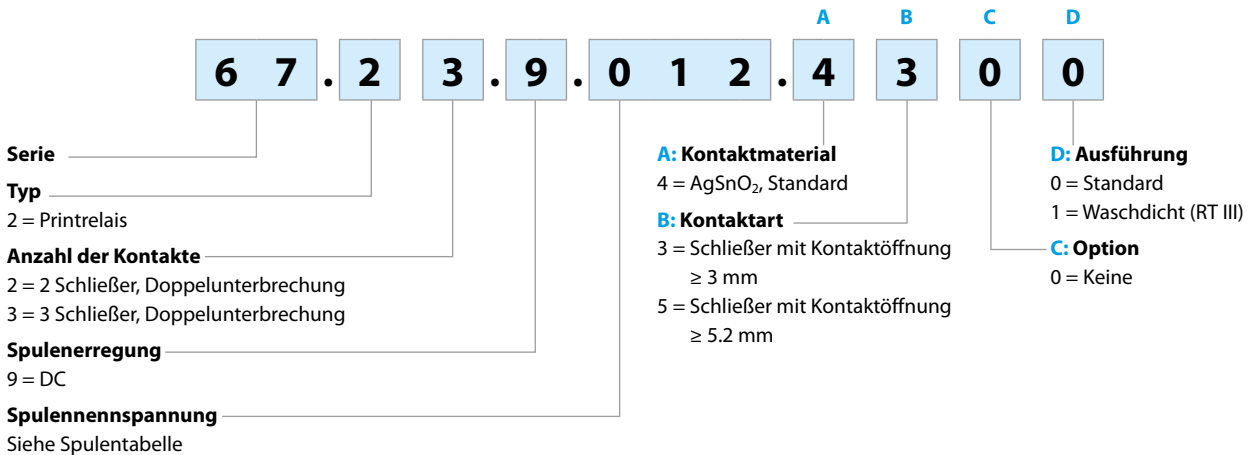 A B C D
6 7 . 2 3 . 9 . 0 1 2 . 4 3 0 0
Serie
Typ
2 = Printrelais
Anzahl der Kontakte
2 = 2 Schließer, Doppelunterbrechung
3 = 3 Schließer, Doppelunterbrechung
Spulenerregung
9 = DC
Spulennennspannung
Siehe Spulentabelle
A: Kontaktmaterial
4 = AgSnO₂, Standard
B: Kontaktart
3 = Schließer mit Kontaktöffnung
≥ 3 mm
5 = Schließer mit Kontaktöffnung
≥ 5.2 mm
D: Ausführung
0 = Standard
1 = Waschdicht (RT III)
C: Option
0 = Keine